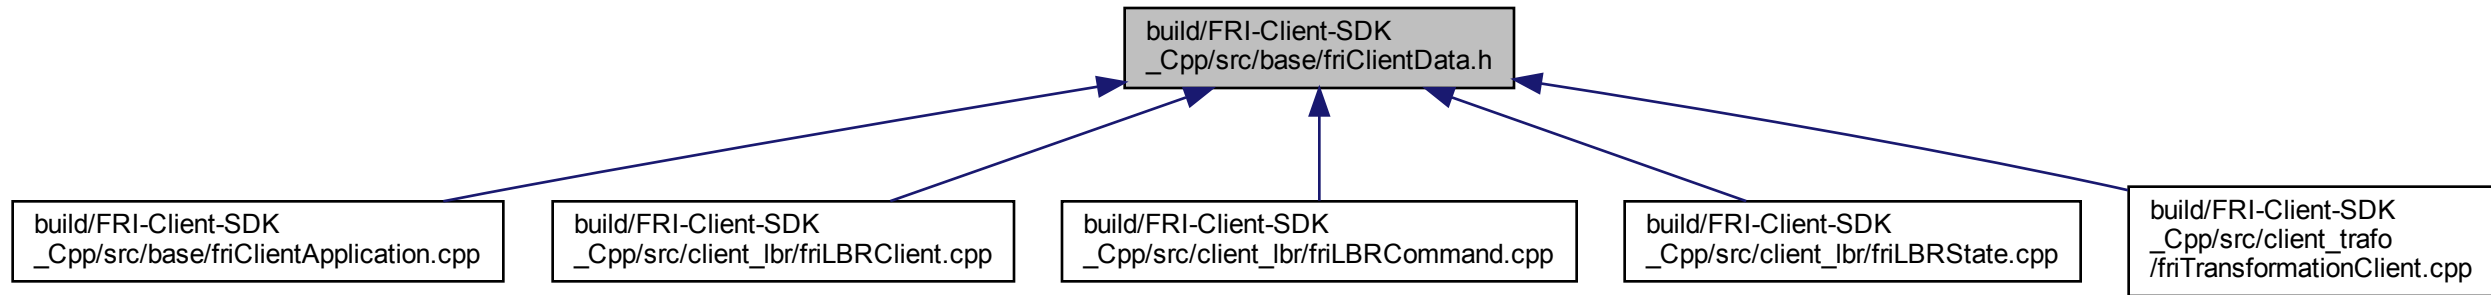 build/FRI-Client-SDK
_Cpp/src/base/friClientData.h
build/FRI-Client-SDK
_Cpp/src/base/friClientApplication.cpp
build/FRI-Client-SDK
_Cpp/src/client_lbr/friLBRClient.cpp
build/FRI-Client-SDK
_Cpp/src/client_lbr/friLBRCommand.cpp
build/FRI-Client-SDK
_Cpp/src/client_lbr/friLBRState.cpp
build/FRI-Client-SDK
_Cpp/src/client_trafo
/friTransformationClient.cpp